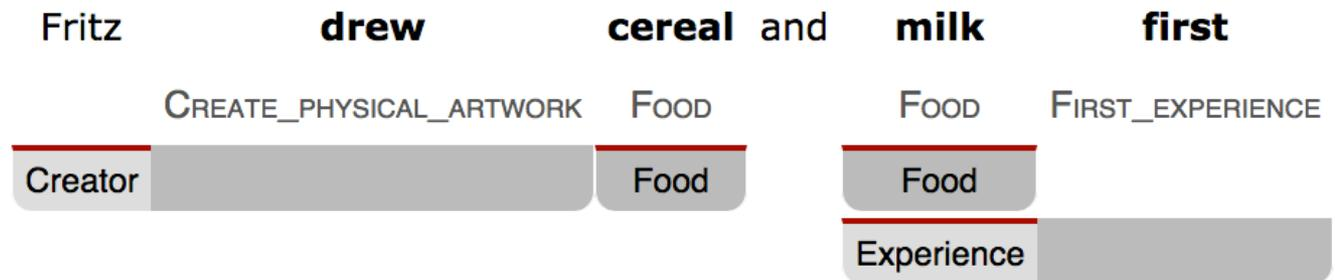 Fritz drew cereal and milk first
CREATE_PHYSICAL_ARTWORK FOOD FOOD FIRST_EXPERIENCE
Creator Food Food
Experience